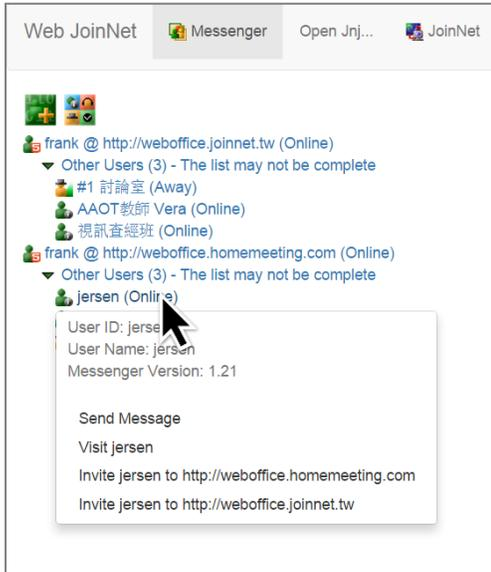 Web JoinNet Messenger Open Jnj... JoinNet
frank @ http://weboffice.joinnet.tw (Online)
Other Users (3) - The list may not be complete
#1 討論室 (Away)
AAOT教師 Vera (Online)
視訊查經班 (Online)
frank @ http://weboffice.homemeeting.com (Online)
Other Users (3) - The list may not be complete
jersen (Online)
User ID: jersen
User Name: jersen
Messenger Version: 1.21
Send Message
Visit jersen
Invite jersen to http://weboffice.homemeeting.com
Invite jersen to http://weboffice.joinnet.tw